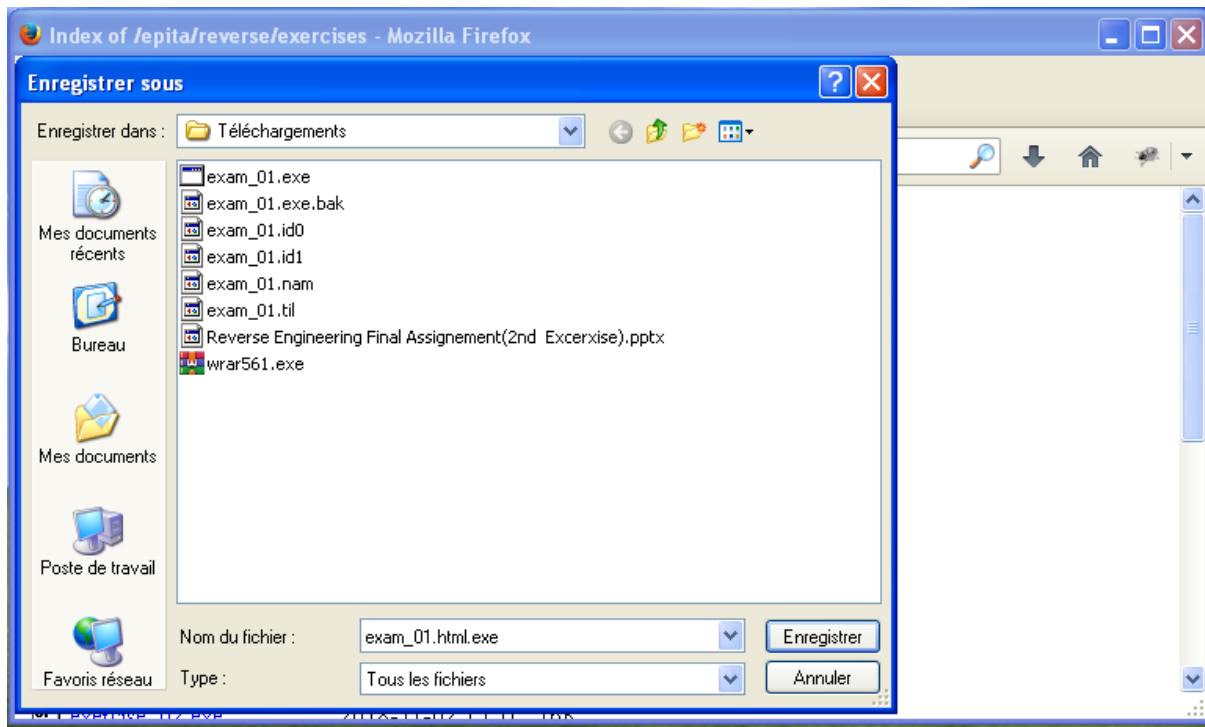 Index of /epita/reverse/exercises - Mozilla Firefox
Enregistrer sous
Enregistrer dans :
Téléchargements
exam_01.exe
exam_01.exe.bak
exam_01.id0
exam_01.id1
exam_01.nam
exam_01.til
Reverse Engineering Final Assignement(2nd Excerxise).pptx
wrar561.exe
Mes documents
récents
Bureau
Mes documents
Poste de travail
Favoris réseau
Nom du fichier :
exam_01.html.exe
Enregistrer
Type :
Tous les fichiers
Annuler